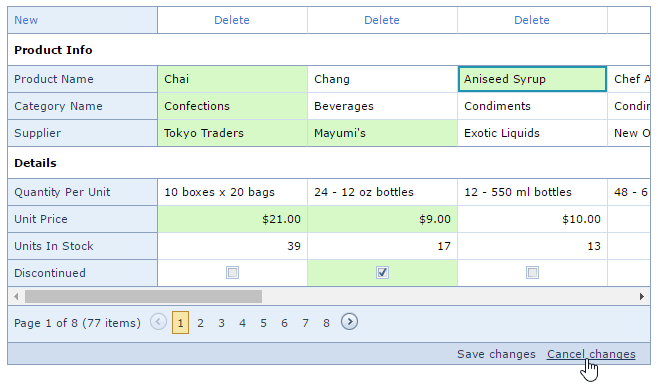 New Delete Delete Delete
Product Info
Product Name Chai Chang Aniseed Syrup Chef A
Category Name Confections Beverages Condiments Condin
Supplier Tokyo Traders Mayumi's Exotic Liquids New O
Details
Quantity Per Unit 10 boxes x 20 bags 24 - 12 oz bottles 12 - 550 ml bottles 48 - 6
Unit Price $21.00 $9.00 $10.00
Units In Stock 39 17 13
Discontinued
Page 1 of 8 (77 items) 1 2 3 4 5 6 7 8
Save changes Cancel changes